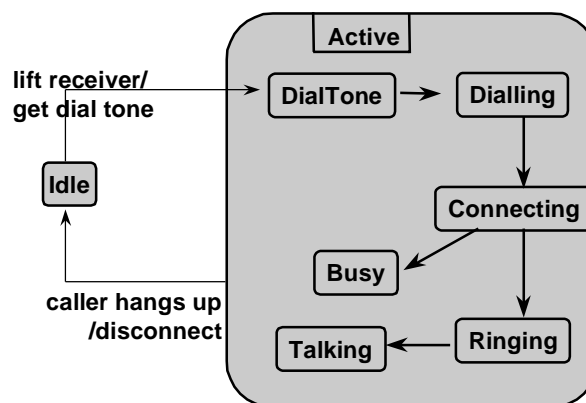 Active
lift receiver/
get dial tone
DialTone
Dialling
Idle
Connecting
Busy
caller hangs up
/disconnect
Talking
Ringing